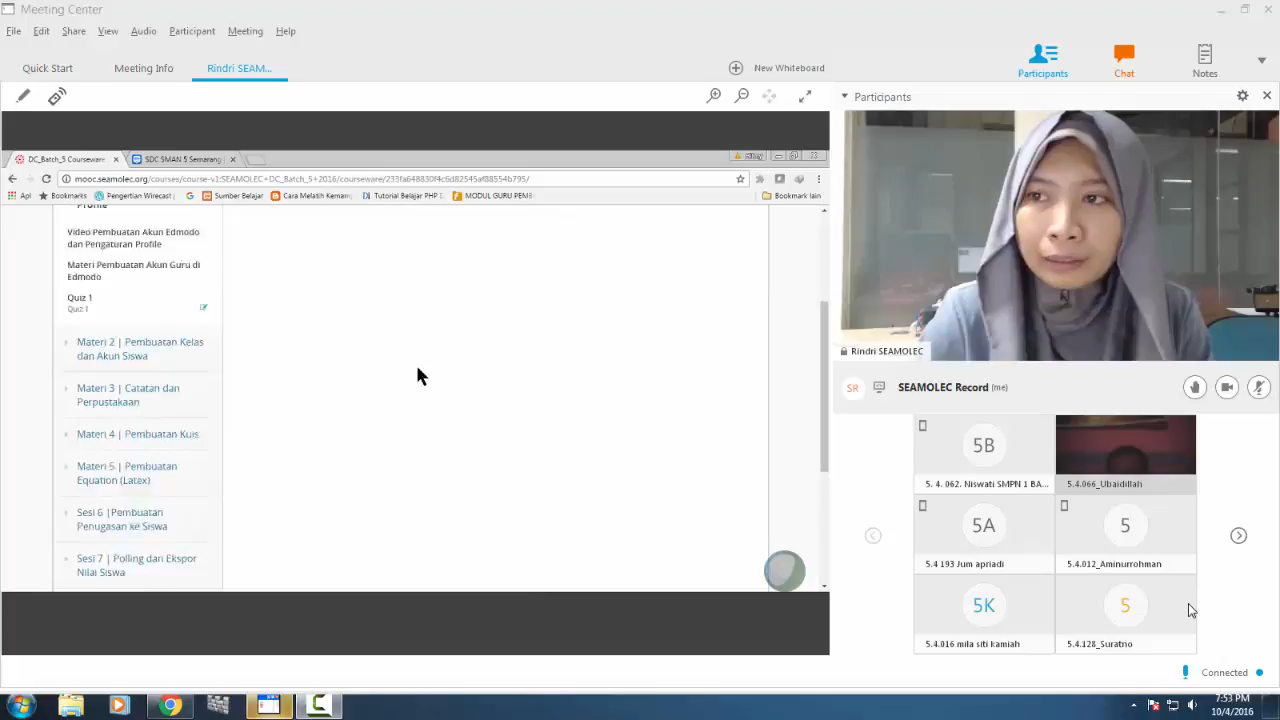 Meeting Center
File Edit Share View Audio Participant Meeting Help
Quick Start Meeting Info Rindri SEAM... New Whiteboard
Participants Chat Notes
Participants
DC_Batch_5 Courseware SDC SMAN 5 Semarang
mooc.seamolec.org/courses/course-v1:SEAMOLEC+DC_Batch_5+2016/courseware/233fa648830f4c6d82545af88554b795/
Apl Bookmarks Pengertian Wirecast Sumber Belajar Cara Melatih Keman Tutorial Belajar PHP MODUL GURU PEMB Bookmark lain
Profile
Video Pembuatan Akun Edmodo
dan Pengaturan Profile
Materi Pembuatan Akun Guru di
Edmodo
Quiz 1
Quiz 1
Materi 2 | Pembuatan Kelas
dan Akun Siswa
Materi 3 | Catatan dan
Perpustakaan
Materi 4 | Pembuatan Kuis
Materi 5 | Pembuatan
Equation (Latex)
Sesi 6 |Pembuatan
Penugasan ke Siswa
Sesi 7 | Polling dan Ekspor
Nilai Siswa
Rindri SEAMOLEC
SR SEAMOLEC Record (me)
5B
5. 4. 062. Niswati SMPN 1 BA... 5.4.066_Ubaidillah
5A 5
5.4 193 Jum apriadi 5.4.012_Aminurrohman
5K 5
5.4.016 mila siti kamiah 5.4.128_Suratno
Connected
7:53 PM
10/4/2016